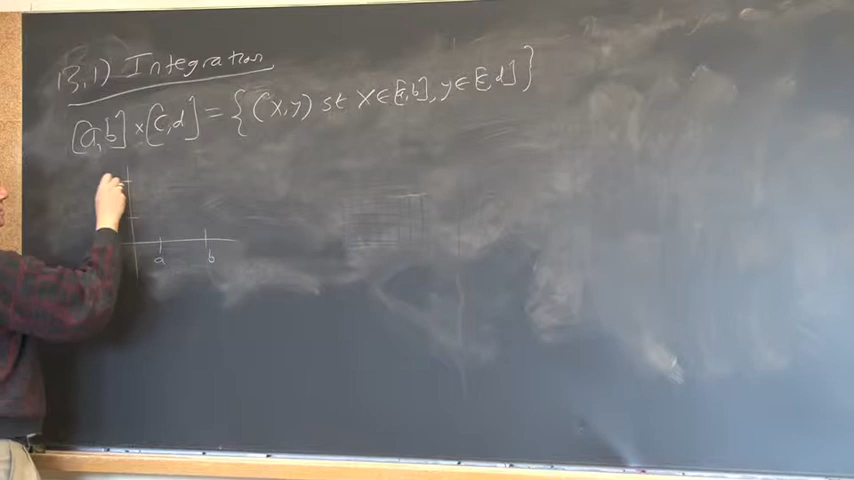 13,1) Integration
[a,b]×[c,d] = {(x,y) st x∈[a,b], y∈[c,d]}
a b